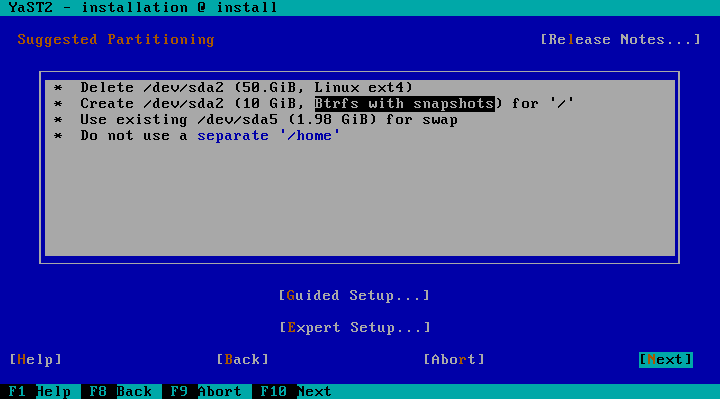 YaST2 - installation @ install
Suggested Partitioning [Release Notes...]
* Delete /dev/sda2 (50.GiB, Linux ext4)
* Create /dev/sda2 (10 GiB, Btrfs with snapshots) for '/'
* Use existing /dev/sda5 (1.98 GiB) for swap
* Do not use a separate '/home'
[Guided Setup...]
[Expert Setup...]
[Help] [Back] [Abort] [Next]
F1 Help F8 Back F9 Abort F10 Next